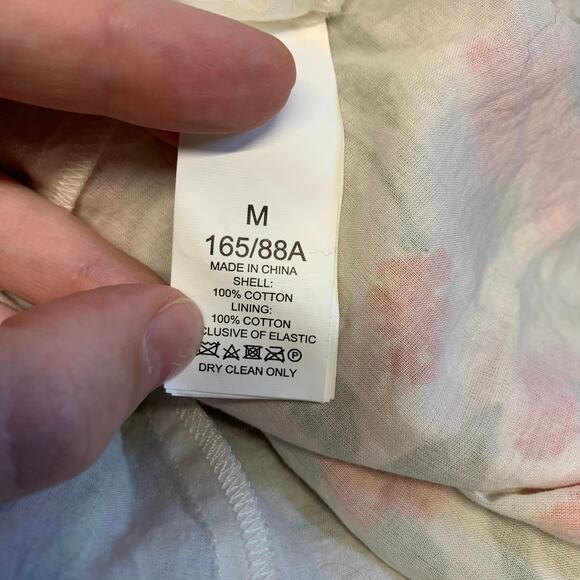 M
165/88A
MADE IN CHINA
SHELL:
100% COTTON
LINING:
100% COTTON
CLUSIVE OF ELASTIC
P
DRY CLEAN ONLY